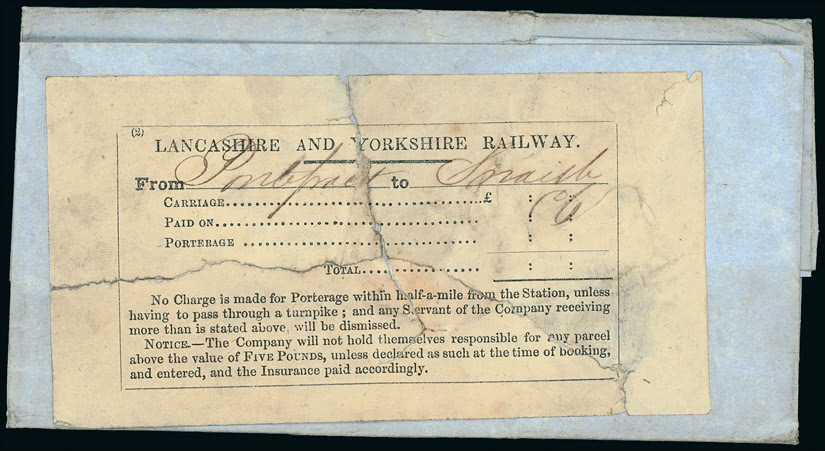 (2)
LANCASHIRE AND YORKSHIRE RAILWAY.
From Pontefract to Snaith
CARRIAGE........................................£ : :
PAID ON........................................ : :
PORTERAGE .................................... : :
TOTAL.................. : :
No Charge is made for Porterage within half-a-mile from the Station, unless
having to pass through a turnpike ; and any Servant of the Company receiving
more than is stated above, will be dismissed.
NOTICE.—The Company will not hold themselves responsible for any parcel
above the value of FIVE POUNDS, unless declared as such at the time of booking,
and entered, and the Insurance paid accordingly.